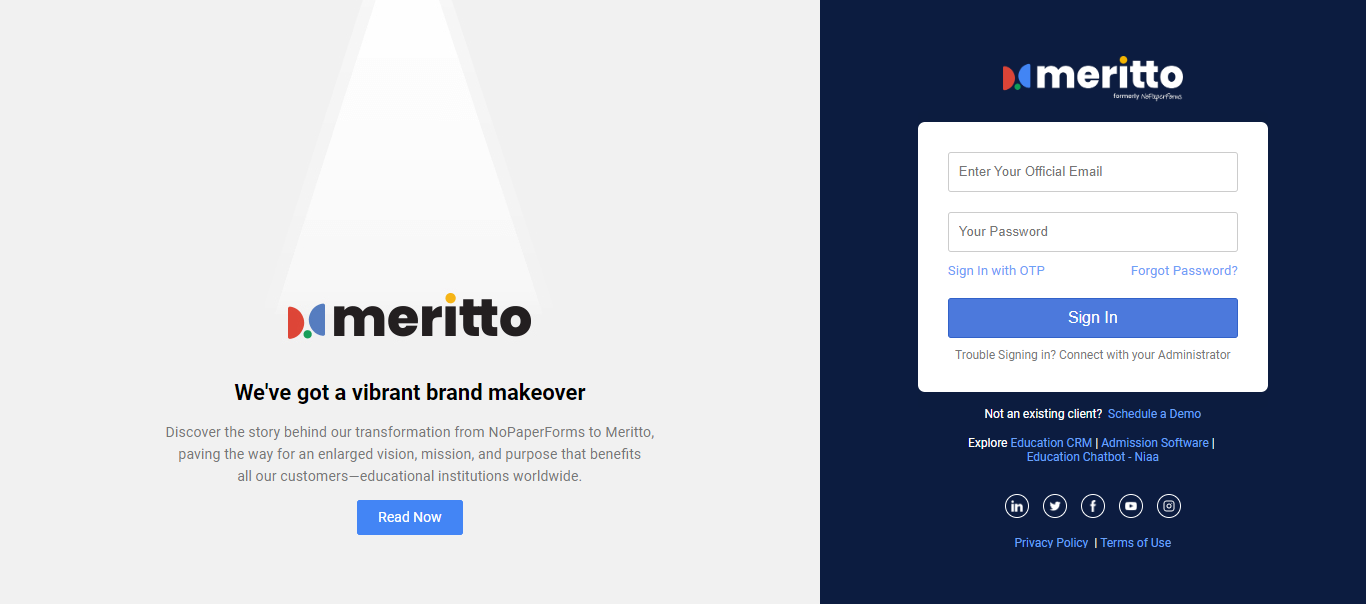 meritto
We've got a vibrant brand makeover
Discover the story behind our transformation from NoPaperForms to Meritto,
paving the way for an enlarged vision, mission, and purpose that benefits
all our customers—educational institutions worldwide.
Read Now
meritto
formerly NoPaperForms
Enter Your Official Email
Your Password
Sign In with OTP Forgot Password?
Sign In
Trouble Signing in? Connect with your Administrator
Not an existing client? Schedule a Demo
Explore Education CRM | Admission Software |
Education Chatbot - Niaa
in f
Privacy Policy | Terms of Use